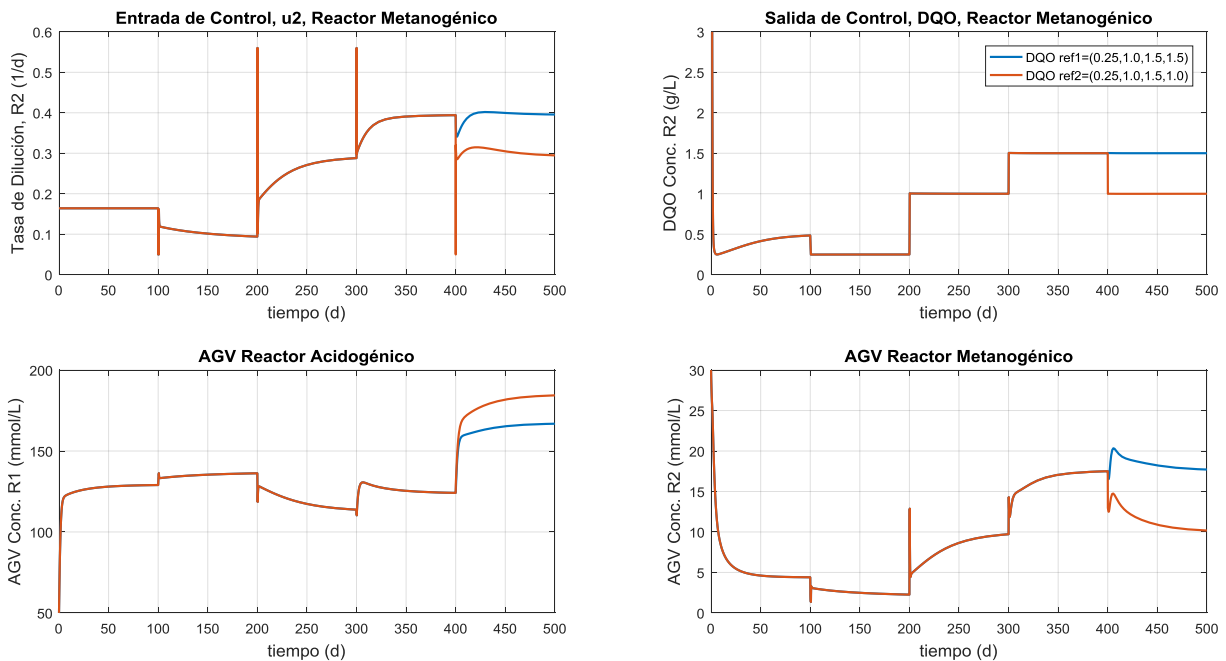 Entrada de Control, u2, Reactor Metanogénico
0.6
0.5
0.4
0.3
0.2
0.1
0
Tasa de Dilución, R2 (1/d)
0 50 100 150 200 250 300 350 400 450 500
tiempo (d)
Salida de Control, DQO, Reactor Metanogénico
DQO ref1=(0.25,1.0,1.5,1.5)
DQO ref2=(0.25,1.0,1.5,1.0)
3
2.5
2
1.5
1
0.5
0
DQO Conc. R2 (g/L)
0 50 100 150 200 250 300 350 400 450 500
tiempo (d)
AGV Reactor Acidogénico
200
150
100
50
AGV Conc. R1 (mmol/L)
0 50 100 150 200 250 300 350 400 450 500
tiempo (d)
AGV Reactor Metanogénico
30
25
20
15
10
5
0
AGV Conc. R2 (mmol/L)
0 50 100 150 200 250 300 350 400 450 500
tiempo (d)